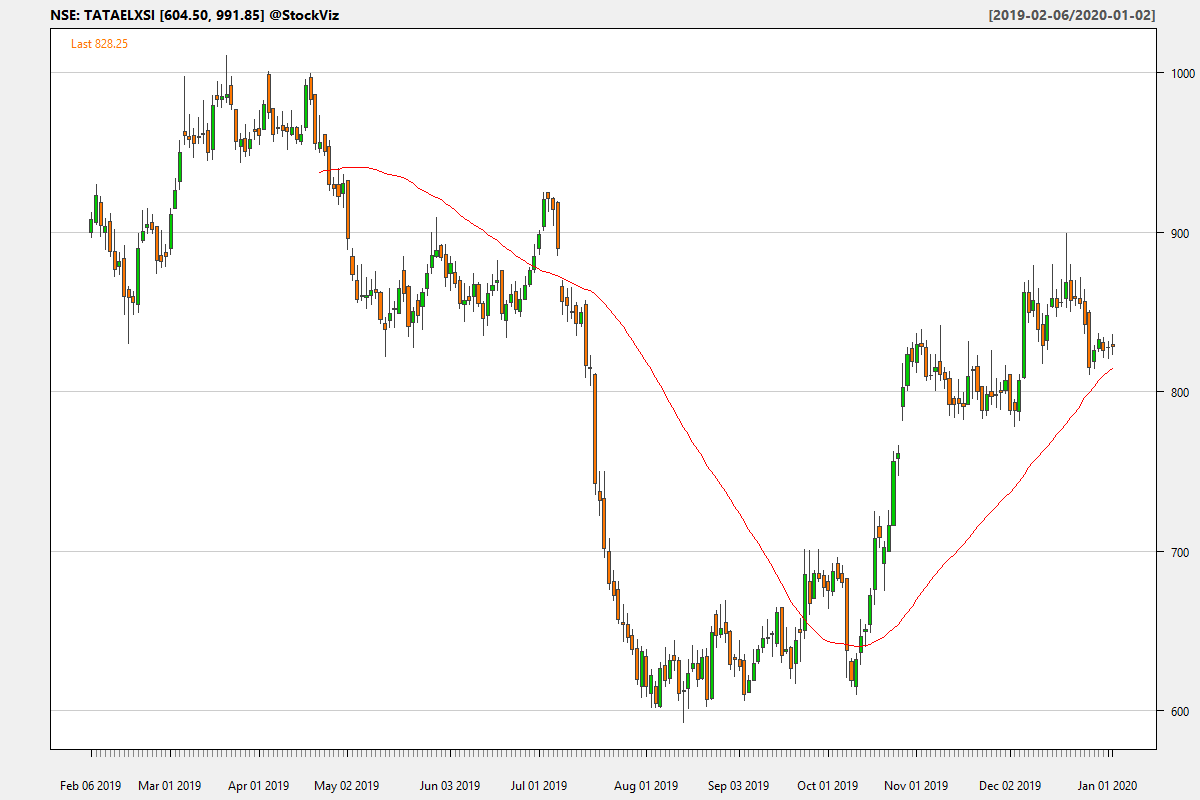 NSE: TATAELXSI [604.50, 991.85] @StockViz [2019-02-06/2020-01-02]
Last 828.25
1000
900
800
700
600
Feb 06 2019 Mar 01 2019 Apr 01 2019 May 02 2019 Jun 03 2019 Jul 01 2019 Aug 01 2019 Sep 03 2019 Oct 01 2019 Nov 01 2019 Dec 02 2019 Jan 01 2020